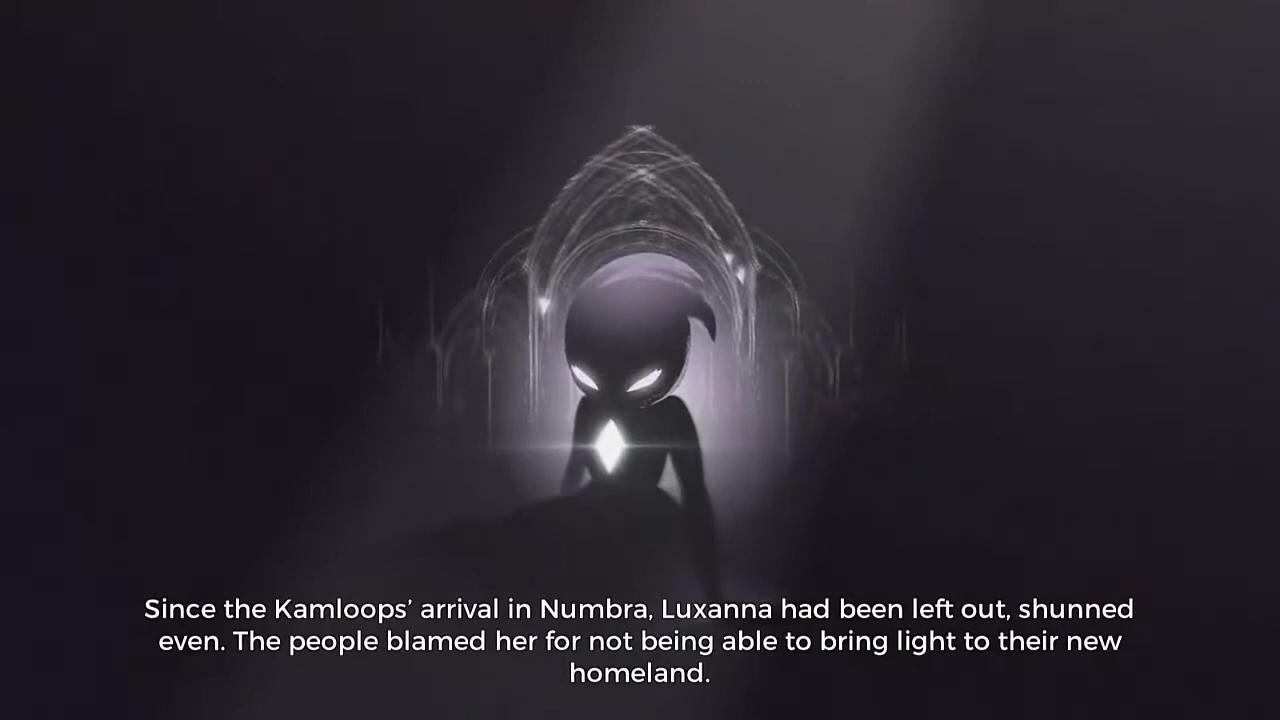 Since the Kamloops’ arrival in Numbra, Luxanna had been left out, shunned
even. The people blamed her for not being able to bring light to their new
homeland.